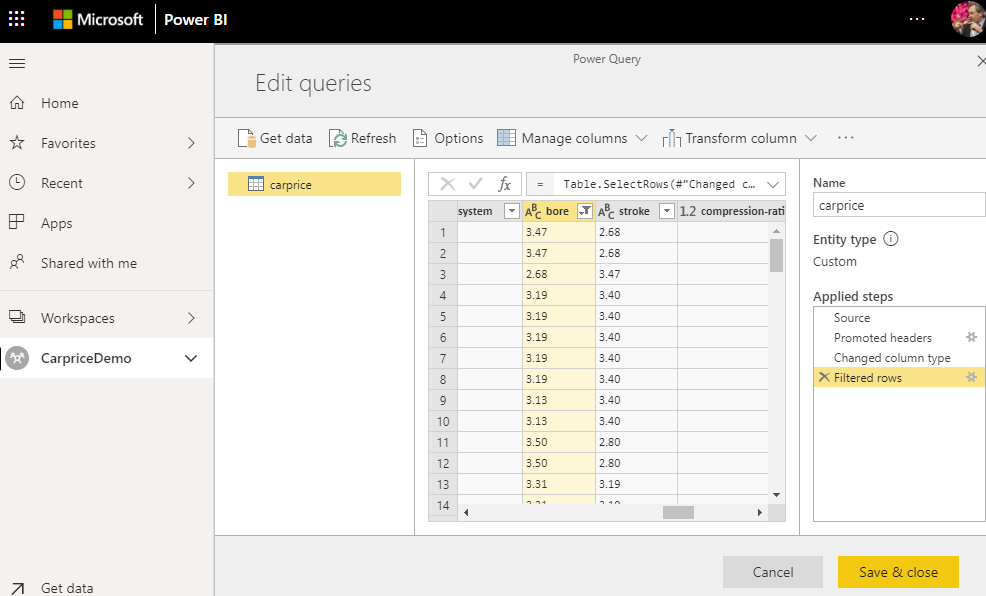 Microsoft Power BI
Power Query
Edit queries
Home
Favorites
Recent
Apps
Shared with me
Workspaces
CarpriceDemo
Get data
Get data Refresh Options Manage columns Transform column ...
carprice
fx = Table.SelectRows(#"Changed c...
system ABC bore ABC stroke 1.2 compression-rati
1 3.47 2.68
2 3.47 2.68
3 2.68 3.47
4 3.19 3.40
5 3.19 3.40
6 3.19 3.40
7 3.19 3.40
8 3.19 3.40
9 3.13 3.40
10 3.13 3.40
11 3.50 2.80
12 3.50 2.80
13 3.31 3.19
14
Name
carprice
Entity type
Custom
Applied steps
Source
Promoted headers
Changed column type
Filtered rows
Cancel Save & close